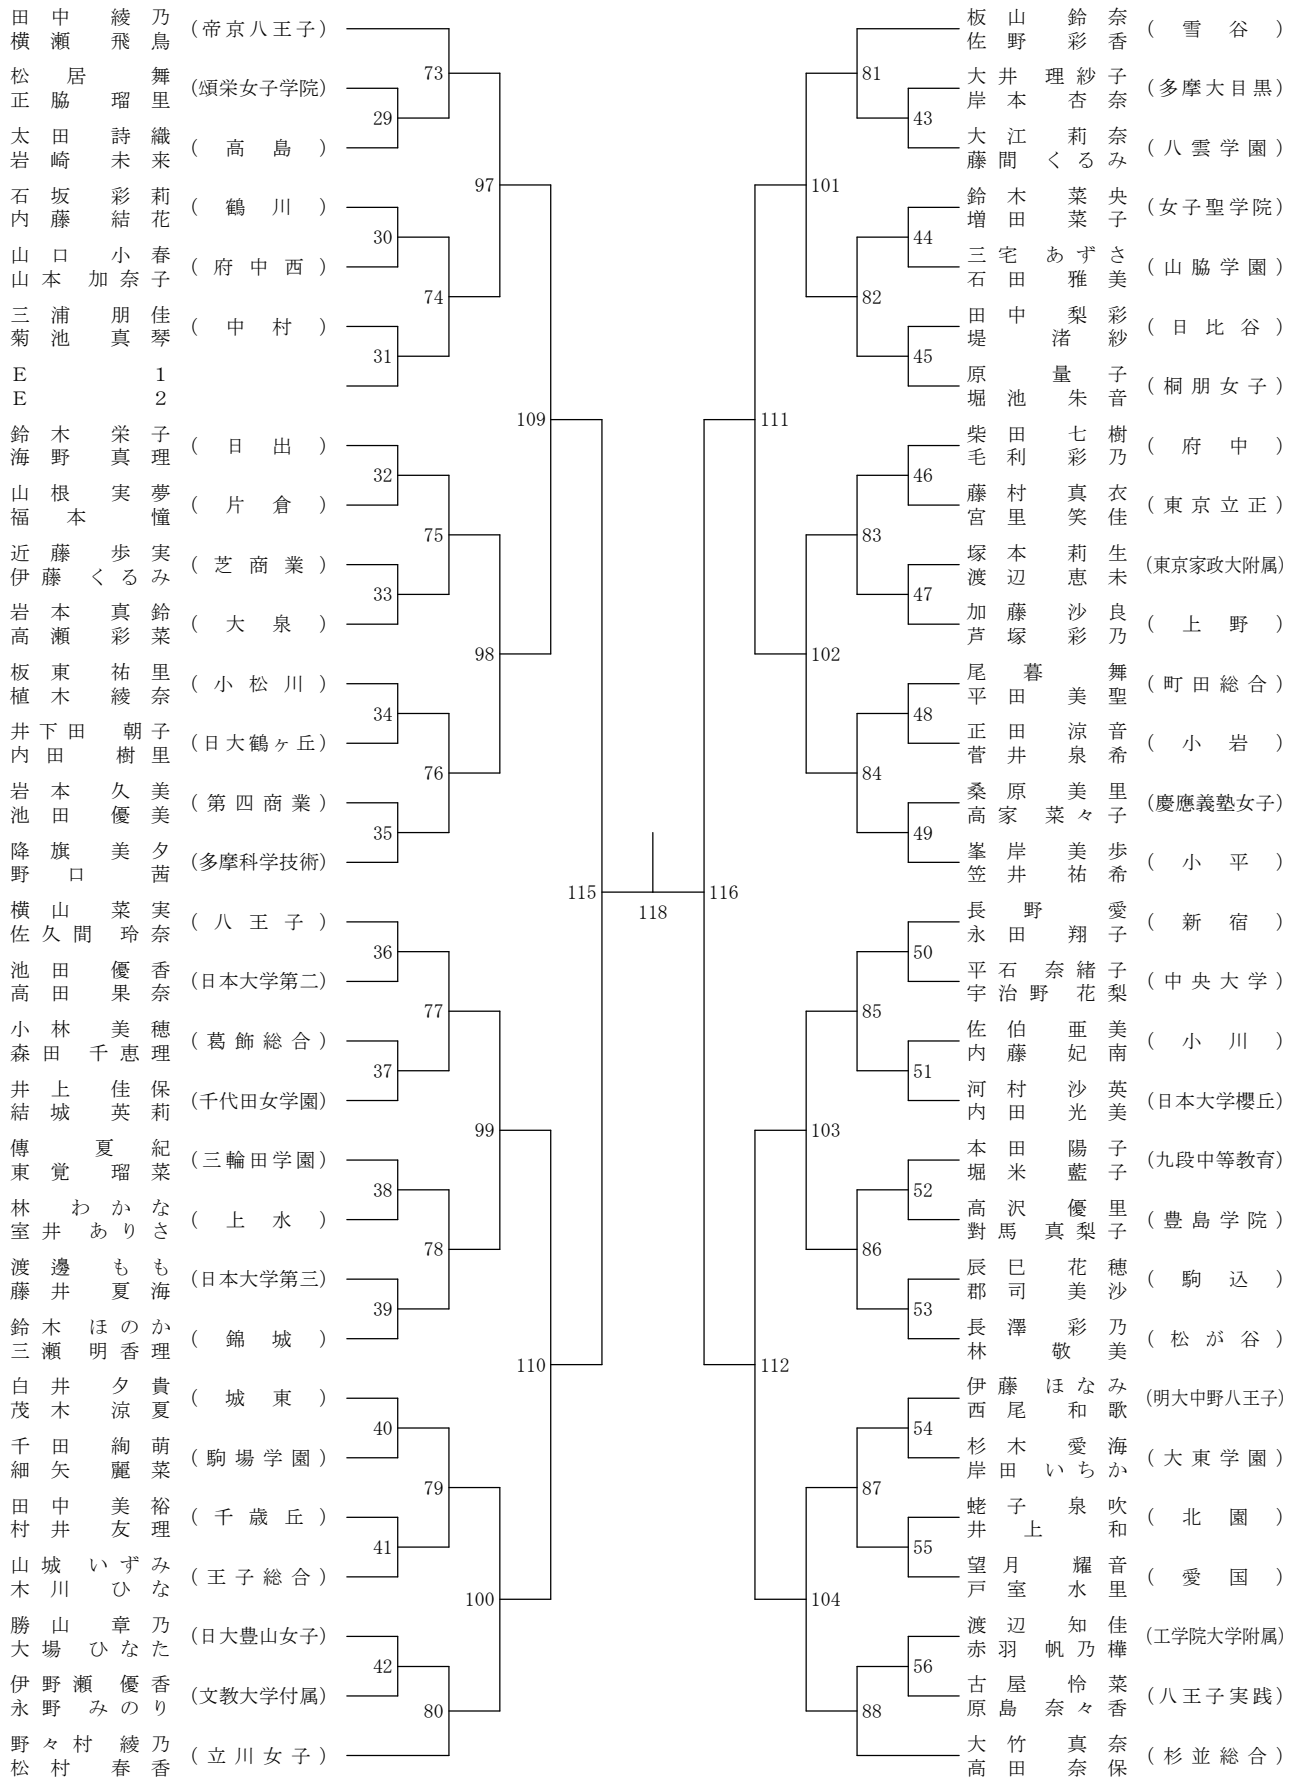 田中 綾乃
横瀬 飛鳥 (帝京八王子)
松居 舞
正脇 瑠里 (頌栄女子学院)
太田 詩織
岩崎 未来 (高島)
石坂 彩莉
内藤 結花 (鶴川)
山口 小春
山本 加奈子 (府中西)
三浦 朋佳
菊池 真琴 (中村)
E 1
E 2
鈴木 栄子
海野 真理 (日出)
山根 実夢
福本 憧 (片倉)
近藤 歩実
伊藤 くるみ (芝商業)
岩本 真鈴
高瀬 彩菜 (大泉)
板東 祐里
植木 綾奈 (小松川)
井下田 朝子
内田 樹里 (日大鶴ヶ丘)
岩本 久美
池田 優美 (第四商業)
降旗 美夕
野口 茜 (多摩科学技術)
横山 菜実
佐久間 玲奈 (八王子)
池田 優香
高田 果奈 (日本大学第二)
小林 美穂
森田 千恵理 (葛飾総合)
井上 佳保
結城 英莉 (千代田女学園)
傳 夏紀
東覚 瑠菜 (三輪田学園)
林 わかな
室井 ありさ (上水)
渡邊 もも
藤井 夏海 (日本大学第三)
鈴木 ほのか
三瀬 明香理 (錦城)
白井 夕貴
茂木 涼夏 (城東)
千田 絢萌
細矢 麗菜 (駒場学園)
田中 美裕
村井 友理 (千歳丘)
山城 いずみ
木川 ひな (王子総合)
勝山 章乃
大場 ひなた (日大豊山女子)
伊野瀬 優香
永野 みのり (文教大学付属)
野々村 綾乃
松村 春香 (立川女子)
29
30
31
32
33
34
35
36
37
38
39
40
41
42
73
74
75
76
77
78
79
80
97
98
99
100
109
110
115
118
116
111
112
101
102
103
104
81
82
83
84
85
86
87
88
43
44
45
46
47
48
49
50
51
52
53
54
55
56
板山 鈴奈
佐野 彩香 (雪谷)
大井 理紗子
岸本 杏奈 (多摩大目黒)
大江 莉奈
藤間 くるみ (八雲学園)
鈴木 菜央
増田 菜子 (女子聖学院)
三宅 あずさ
石田 雅美 (山脇学園)
田中 梨彩
堤 渚紗 (日比谷)
原 量子
堀池 朱音 (桐朋女子)
柴田 七樹
毛利 彩乃 (府中)
藤村 真衣
宮里 笑佳 (東京立正)
塚本 莉生
渡辺 恵未 (東京家政大附属)
加藤 沙良
芦塚 彩乃 (上野)
尾暮 舞
平田 美聖 (町田総合)
正田 涼音
菅井 泉希 (小岩)
桑原 美里
高家 菜々子 (慶應義塾女子)
峯岸 美歩
笠井 祐希 (小平)
長野 愛
永田 翔子 (新宿)
平石 奈緒子
宇治野 花梨 (中央大学)
佐伯 亜美
内藤 妃南 (小川)
河村 沙英
内田 光美 (日本大学櫻丘)
本田 陽子
堀米 藍子 (九段中等教育)
高沢 優里
對馬 真梨子 (豊島学院)
辰巳 花穂
郡司 美沙 (駒込)
長澤 彩乃
林 敬美 (松が谷)
伊藤 ほなみ
西尾 和歌 (明大中野八王子)
杉木 愛海
岸田 いちか (大東学園)
蛯子 泉吹
井上 和 (北園)
望月 耀音
戸室 水里 (愛国)
渡辺 知佳
赤羽 帆乃樺 (工学院大学附属)
古屋 怜菜
原島 奈々香 (八王子実践)
大竹 真奈
高田 奈保 (杉並総合)